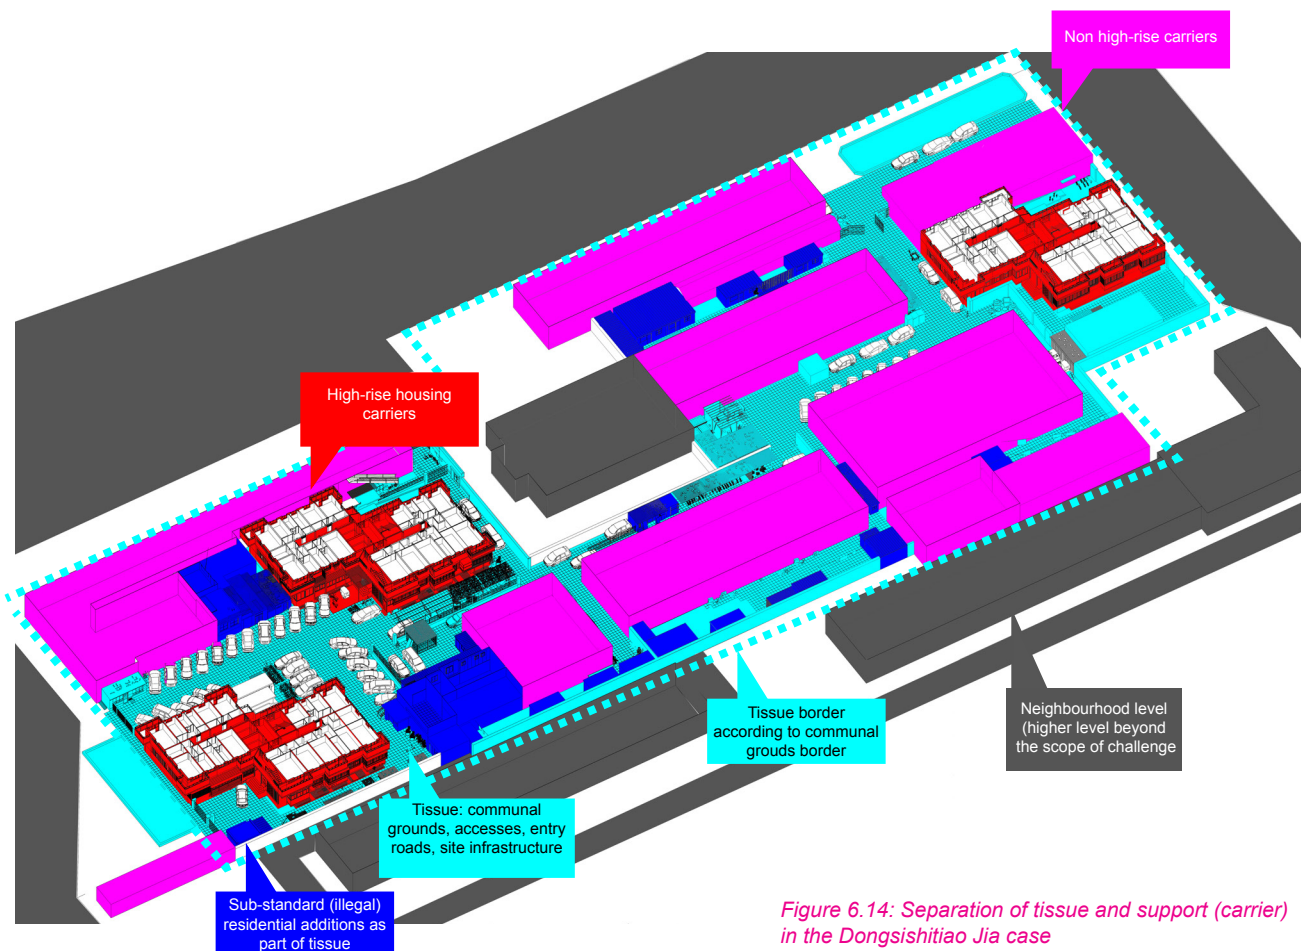 Non high-rise carriers
High-rise housing
carriers
Tissue border
according to communal
grouds border
Neighbourhood level
(higher level beyond
the scope of challenge
Tissue: communal
grounds, accesses, entry
roads, site infrastructure
Sub-standard (illegal)
residential additions as
part of tissue
Figure 6.14: Separation of tissue and support (carrier)
in the Dongsishitiao Jia case